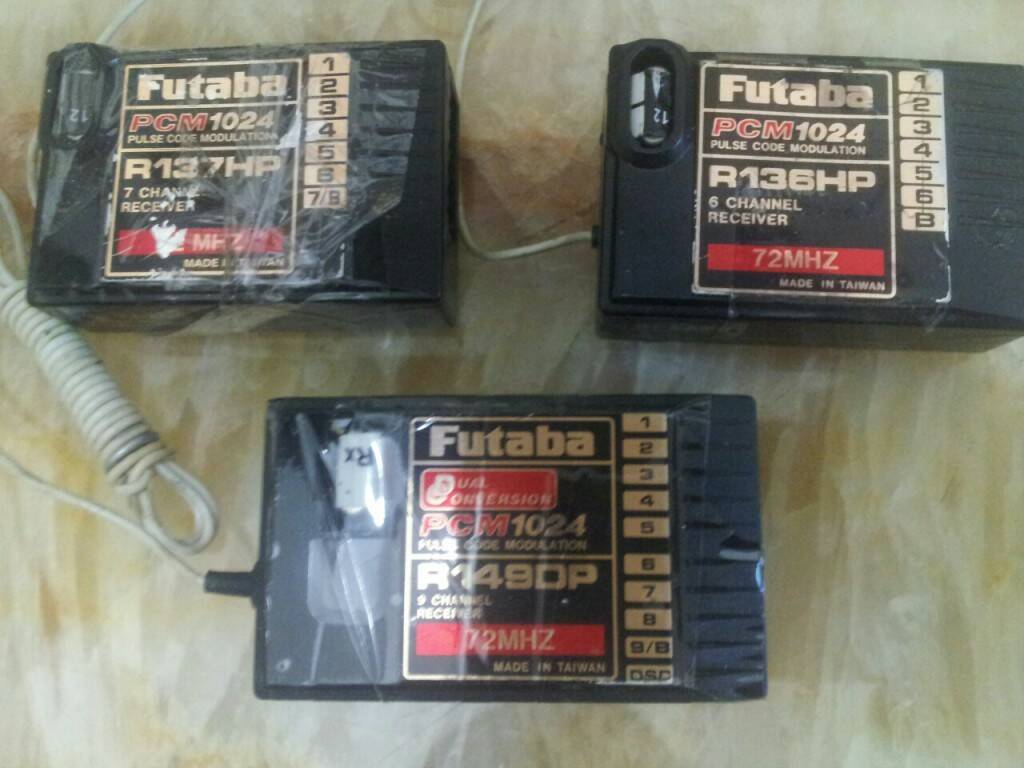 12
Futaba
PCM1024
PULSE CODE MODULATION
R137HP
7 CHANNEL
RECEIVER
MHZ
MADE IN TAIWAN
1
2
3
4
5
6
7/B
12
Futaba
PCM1024
PULSE CODE MODULATION
R136HP
6 CHANNEL
RECEIVER
72MHZ
MADE IN TAIWAN
1
2
3
4
5
6
B
Rx
Futaba
DUAL
CONVERSION
PCM1024
PULSE CODE MODULATION
R149DP
9 CHANNEL
RECEIVER
72MHZ
MADE IN TAIWAN
1
2
3
4
5
6
7
8
9/B
DSC